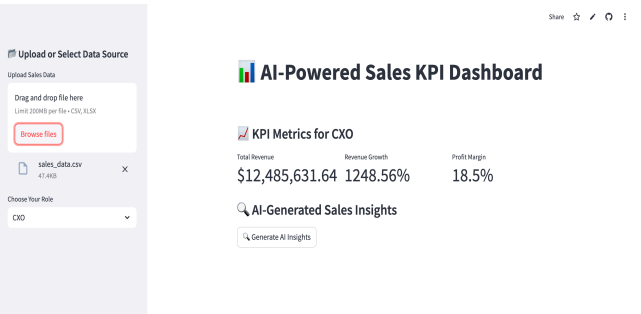 Share
Upload or Select Data Source
Upload Sales Data
Drag and drop file here
Limit 200MB per file • CSV, XLSX
Browse files
sales_data.csv
47.4KB
Choose Your Role
CXO
AI-Powered Sales KPI Dashboard
KPI Metrics for CXO
Total Revenue Revenue Growth Profit Margin
$12,485,631.64 1248.56% 18.5%
AI-Generated Sales Insights
Generate AI Insights